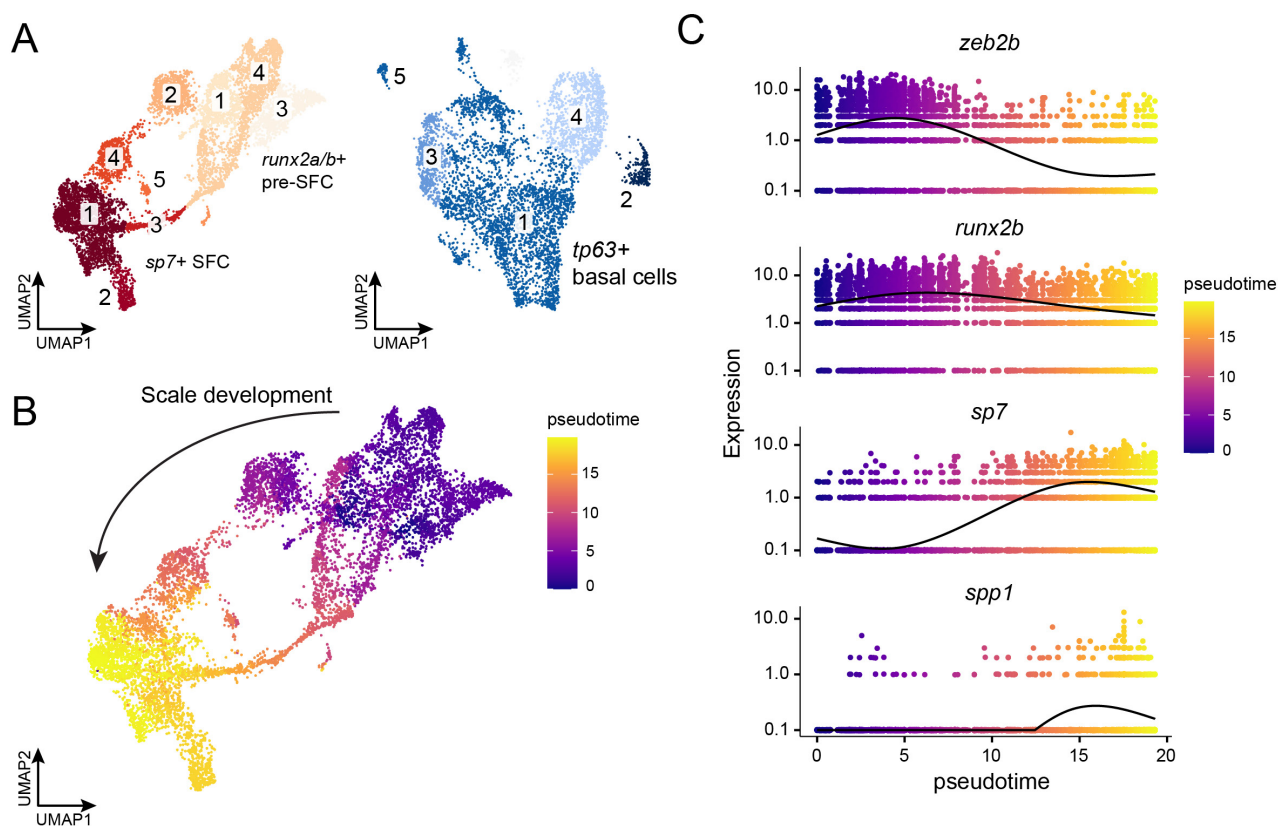 A
2
1
4
3
4
5
1
3
2
runx2a/b+
pre-SFC
sp7+ SFC
UMAP2
UMAP1
5
4
3
2
1
tp63+
basal cells
UMAP2
UMAP1
B
Scale development
pseudotime
15
10
5
0
UMAP2
UMAP1
C
Expression
zeb2b
10.0
1.0
0.1
runx2b
10.0
1.0
0.1
sp7
10.0
1.0
0.1
spp1
10.0
1.0
0.1
0
5
10
15
20
pseudotime
pseudotime
15
10
5
0